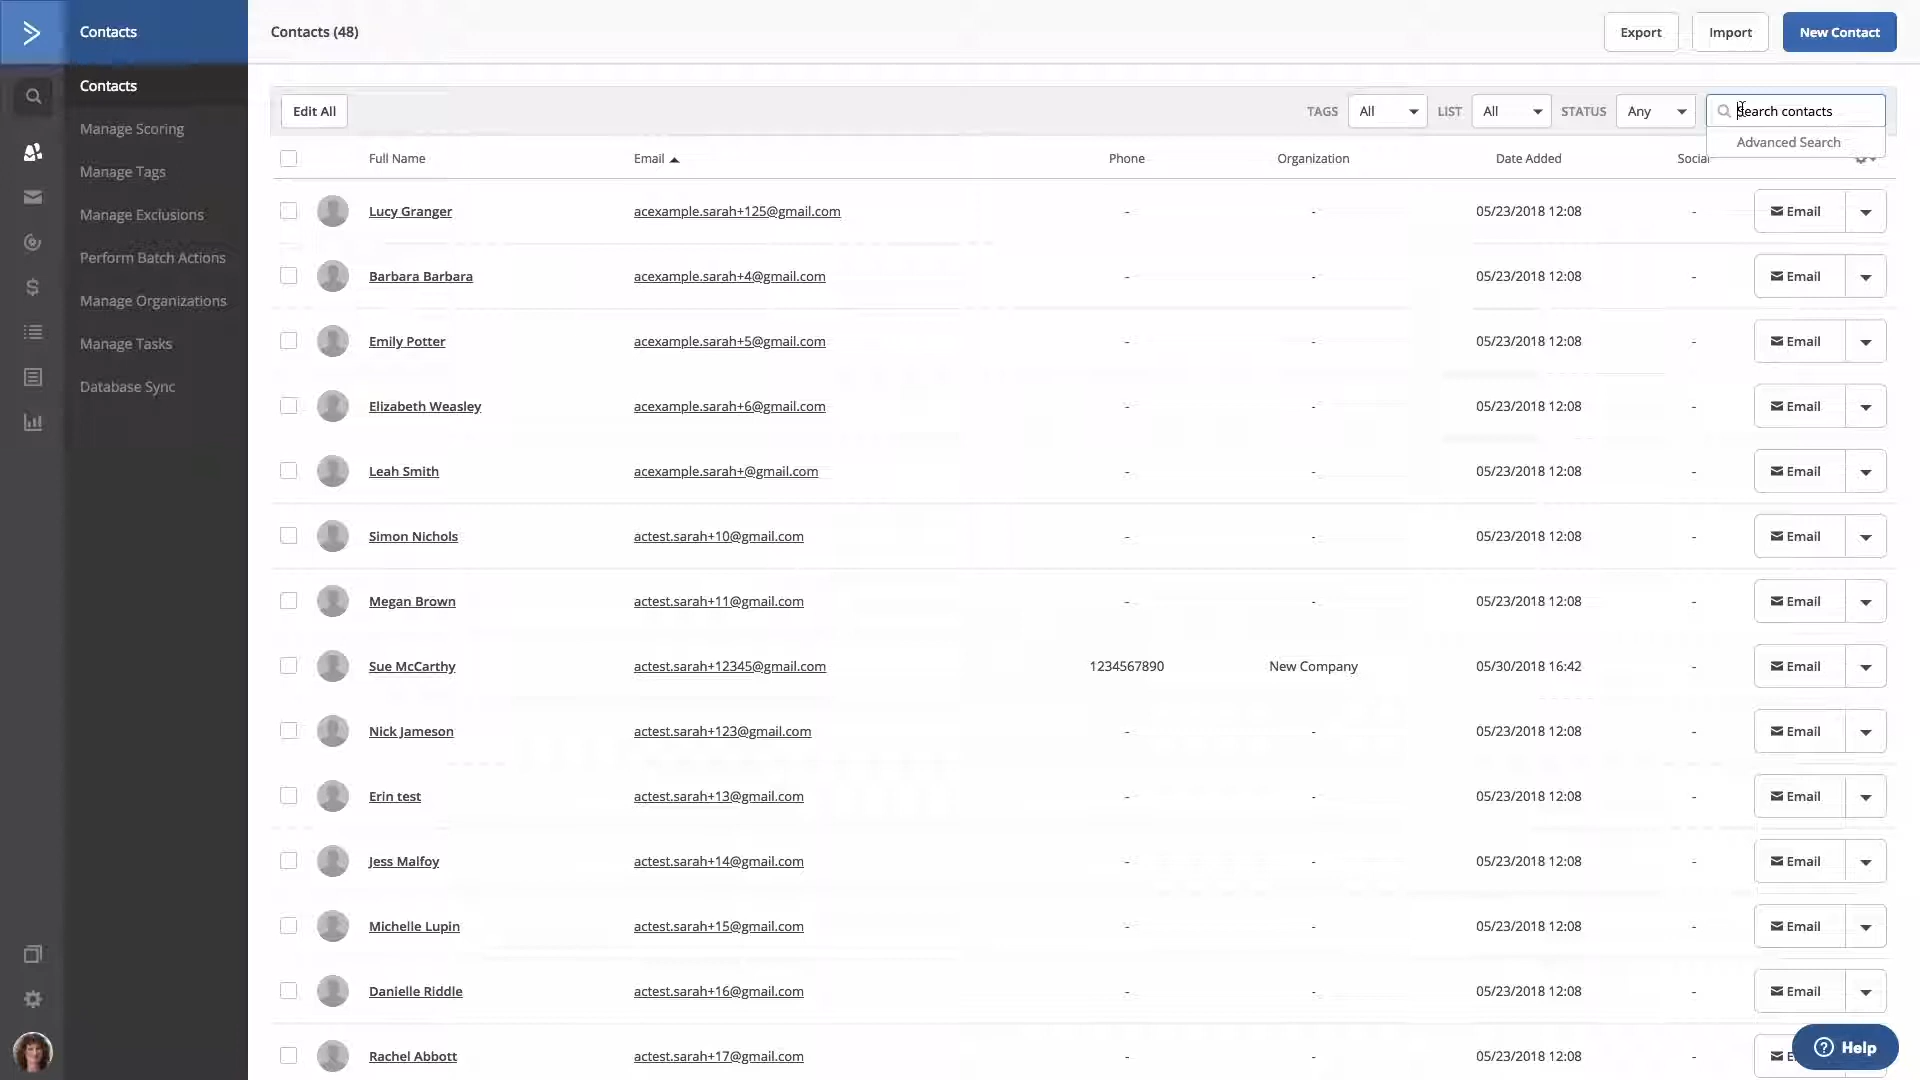 Contacts
Contacts (48)
Export
Import
New Contact
Contacts
Manage Scoring
Manage Tags
Manage Exclusions
Perform Batch Actions
Manage Organizations
Manage Tasks
Database Sync
Edit All
TAGS All LIST All STATUS Any Search contacts
Advanced Search
Full Name Email Phone Organization Date Added Social
Lucy Granger acexample.sarah+125@gmail.com - - 05/23/2018 12:08 - Email
Barbara Barbara acexample.sarah+4@gmail.com - - 05/23/2018 12:08 - Email
Emily Potter acexample.sarah+5@gmail.com - - 05/23/2018 12:08 - Email
Elizabeth Weasley acexample.sarah+6@gmail.com - - 05/23/2018 12:08 - Email
Leah Smith acexample.sarah+@gmail.com - - 05/23/2018 12:08 - Email
Simon Nichols actest.sarah+10@gmail.com - - 05/23/2018 12:08 - Email
Megan Brown actest.sarah+11@gmail.com - - 05/23/2018 12:08 - Email
Sue McCarthy actest.sarah+12345@gmail.com 1234567890 New Company 05/30/2018 16:42 - Email
Nick Jameson actest.sarah+123@gmail.com - - 05/23/2018 12:08 - Email
Erin test actest.sarah+13@gmail.com - - 05/23/2018 12:08 - Email
Jess Malfoy actest.sarah+14@gmail.com - - 05/23/2018 12:08 - Email
Michelle Lupin actest.sarah+15@gmail.com - - 05/23/2018 12:08 - Email
Danielle Riddle actest.sarah+16@gmail.com - - 05/23/2018 12:08 - Email
Rachel Abbott actest.sarah+17@gmail.com - - 05/23/2018 12:08 -
Help